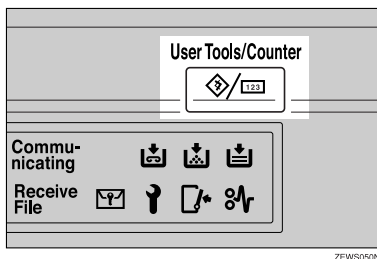 User Tools/Counter
123
Commu-
nicating
Receive
File
ZEWS050N